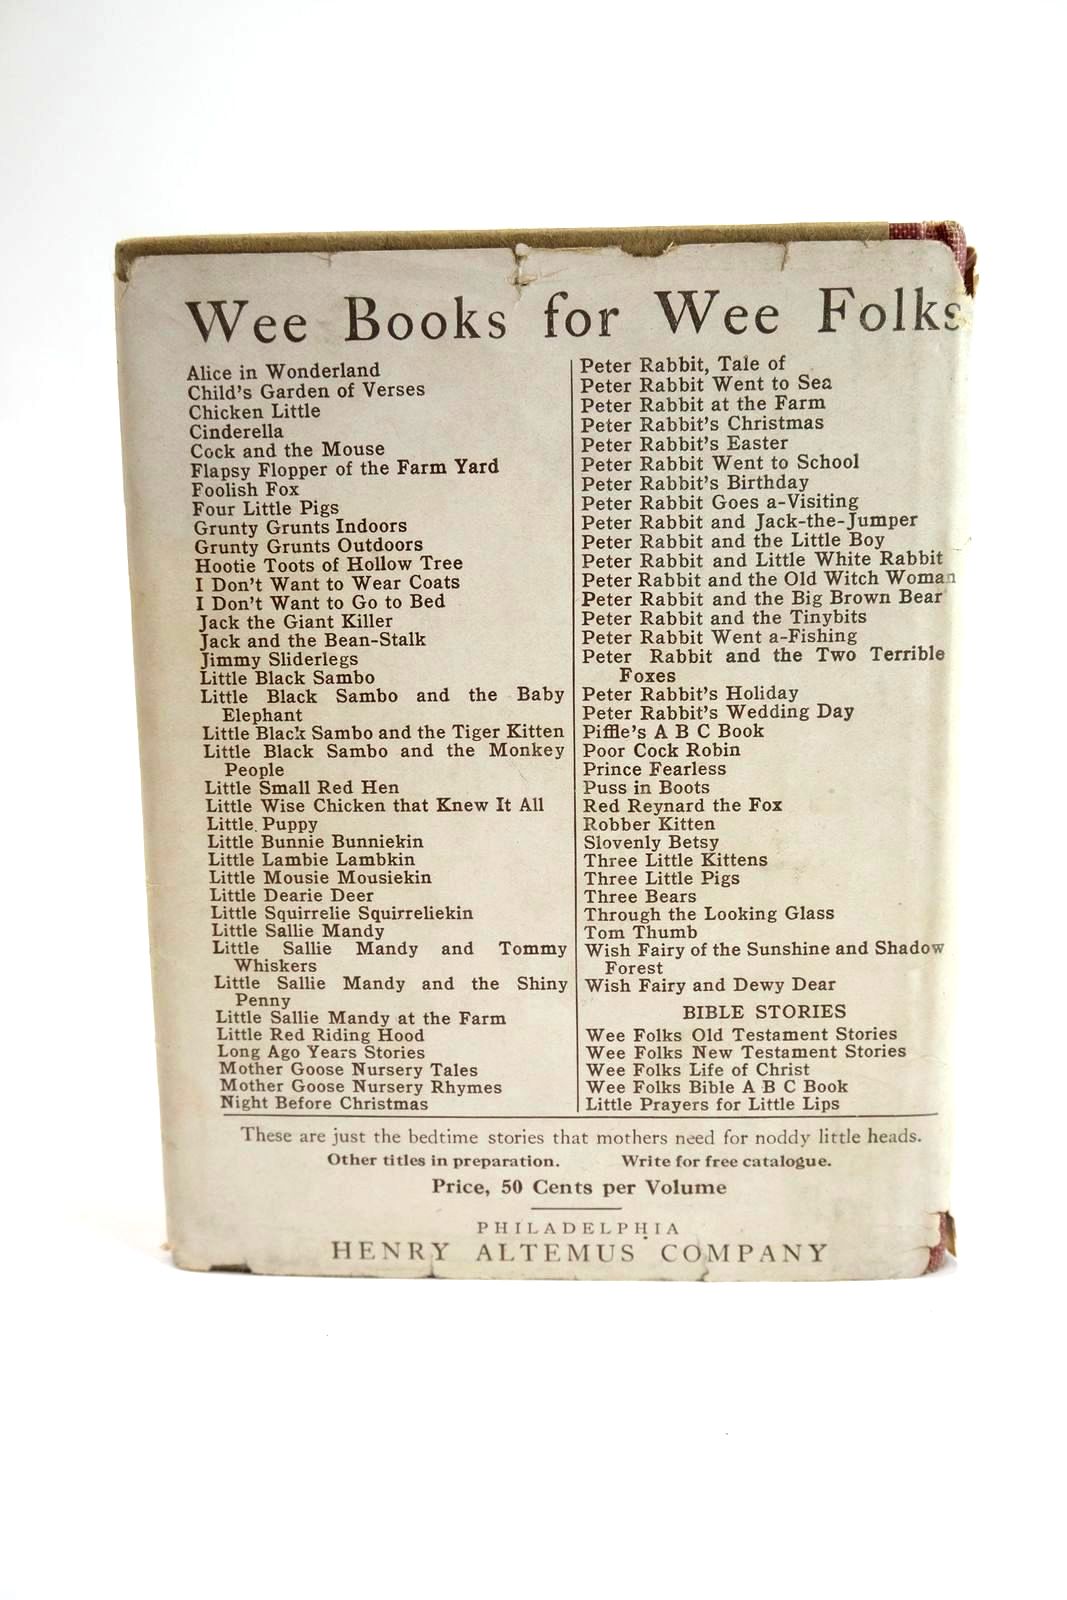 Wee Books for Wee Folks
Alice in Wonderland
Child's Garden of Verses
Chicken Little
Cinderella
Cock and the Mouse
Flapsy Flopper of the Farm Yard
Foolish Fox
Four Little Pigs
Grunty Grunts Indoors
Grunty Grunts Outdoors
Hootie Toots of Hollow Tree
I Don't Want to Wear Coats
I Don't Want to Go to Bed
Jack the Giant Killer
Jack and the Bean-Stalk
Jimmy Sliderlegs
Little Black Sambo
Little Black Sambo and the Baby
Elephant
Little Black Sambo and the Tiger Kitten
Little Black Sambo and the Monkey
People
Little Small Red Hen
Little Wise Chicken that Knew It All
Little Puppy
Little Bunnie Bunniekin
Little Lambie Lambkin
Little Mousie Mousiekin
Little Dearie Deer
Little Squirrelie Squirreliekin
Little Sallie Mandy
Little Sallie Mandy and Tommy
Whiskers
Little Sallie Mandy and the Shiny
Penny
Little Sallie Mandy at the Farm
Little Red Riding Hood
Long Ago Years Stories
Mother Goose Nursery Tales
Mother Goose Nursery Rhymes
Night Before Christmas
Peter Rabbit, Tale of
Peter Rabbit Went to Sea
Peter Rabbit at the Farm
Peter Rabbit's Christmas
Peter Rabbit's Easter
Peter Rabbit Went to School
Peter Rabbit's Birthday
Peter Rabbit Goes a-Visiting
Peter Rabbit and Jack-the-Jumper
Peter Rabbit and the Little Boy
Peter Rabbit and Little White Rabbit
Peter Rabbit and the Old Witch Woman
Peter Rabbit and the Big Brown Bear
Peter Rabbit and the Tinybits
Peter Rabbit Went a-Fishing
Peter Rabbit and the Two Terrible
Foxes
Peter Rabbit's Holiday
Peter Rabbit's Wedding Day
Piffle's A B C Book
Poor Cock Robin
Prince Fearless
Puss in Boots
Red Reynard the Fox
Robber Kitten
Slovenly Betsy
Three Little Kittens
Three Little Pigs
Three Bears
Through the Looking Glass
Tom Thumb
Wish Fairy of the Sunshine and Shadow
Forest
Wish Fairy and Dewy Dear
BIBLE STORIES
Wee Folks Old Testament Stories
Wee Folks New Testament Stories
Wee Folks Life of Christ
Wee Folks Bible A B C Book
Little Prayers for Little Lips
These are just the bedtime stories that mothers need for noddy little heads.
Other titles in preparation. Write for free catalogue.
Price, 50 Cents per Volume
PHILADELPHIA
HENRY ALTEMUS COMPANY